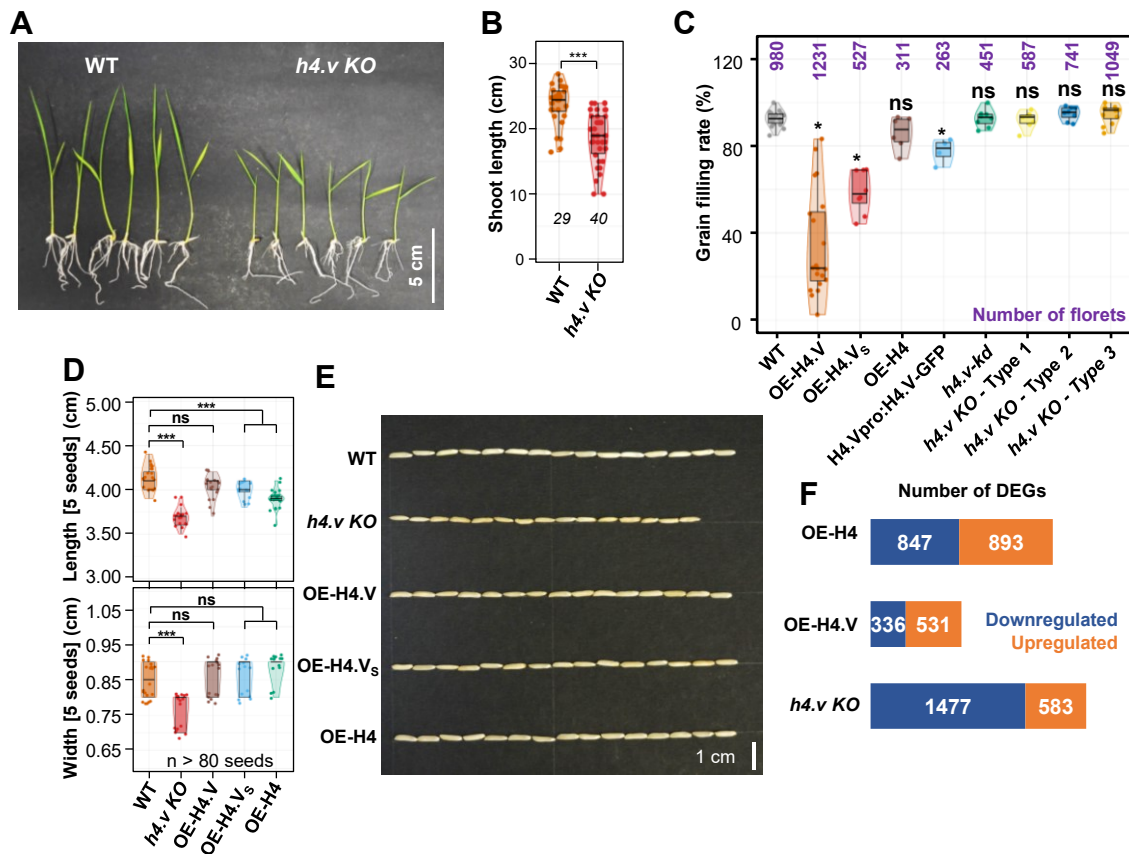 A
WT
h4.v KO
5 cm
B
Shoot length (cm)
30
20
10
0
***
29
40
WT
h4.v KO
C
Grain filling rate (%)
120
80
40
0
980
1231
527
311
263
451
587
741
1049
*
*
ns
*
ns
ns
ns
ns
Number of florets
WT
OE-H4.V
OE-H4.Vs
OE-H4
H4.Vpro:H4.V-GFP
h4.v-kd
h4.v KO - Type 1
h4.v KO - Type 2
h4.v KO - Type 3
D
Length [5 seeds] (cm)
5.00
4.50
4.00
3.50
3.00
***
ns
***
Width [5 seeds] (cm)
1.05
0.95
0.85
0.75
0.65
ns
ns
***
n > 80 seeds
WT
h4.v KO
OE-H4.V
OE-H4.Vs
OE-H4
E
WT
h4.v KO
OE-H4.V
OE-H4.Vs
OE-H4
1 cm
F
Number of DEGs
OE-H4
847 893
OE-H4.V
336 531
Downregulated
Upregulated
h4.v KO
1477 583